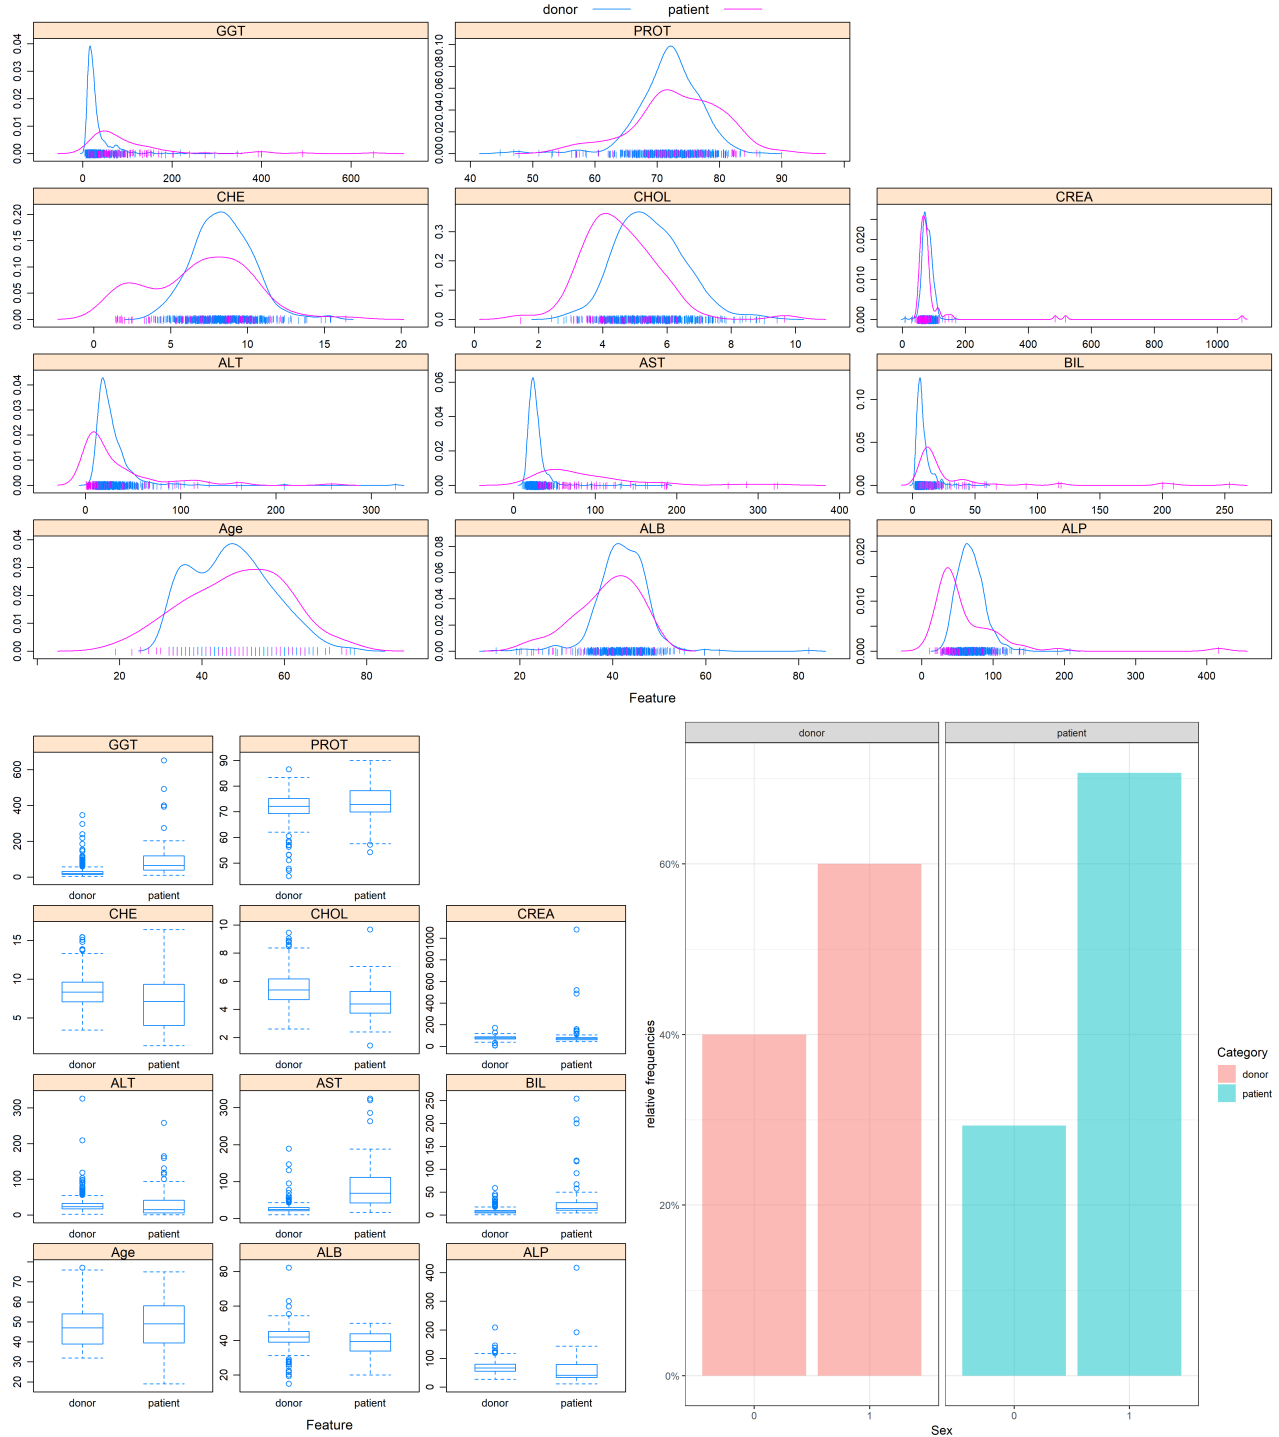 donor patient
GGT PROT
0.00 0.01 0.02 0.03 0.04
0.00 0.02 0.04 0.06 0.08 0.10
0 200 400 600
40 50 60 70 80 90
CHE CHOL CREA
0.00 0.05 0.10 0.15 0.20
0.0 0.1 0.2 0.3
0.000 0.010 0.020
0 5 10 15 20
0 2 4 6 8 10
0 200 400 600 800 1000
ALT AST BIL
0.00 0.01 0.02 0.03 0.04
0.00 0.02 0.04 0.06
0.00 0.05 0.10
0 100 200 300
0 100 200 300 400
0 50 100 150 200 250
Age ALB ALP
0.00 0.01 0.02 0.03 0.04
0.00 0.02 0.04 0.06 0.08
0.000 0.010 0.020
20 40 60 80
20 40 60 80
0 100 200 300 400
Feature
GGT PROT
0 200 400 600
50 60 70 80 90
donor patient donor patient
CHE CHOL CREA
5 10 15
2 4 6 8 10
0 200 400 600 800 1000
donor patient donor patient donor patient
ALT AST BIL
0 100 200 300
0 100 200 300
0 50 100 150 200 250
donor patient donor patient donor patient
Age ALB ALP
20 30 40 50 60 70
20 40 60 80
0 100 200 300 400
donor patient donor patient donor patient
Feature
donor patient
60%
40%
20%
0%
relative frequencies
0 1 0 1
Sex
Category
donor
patient